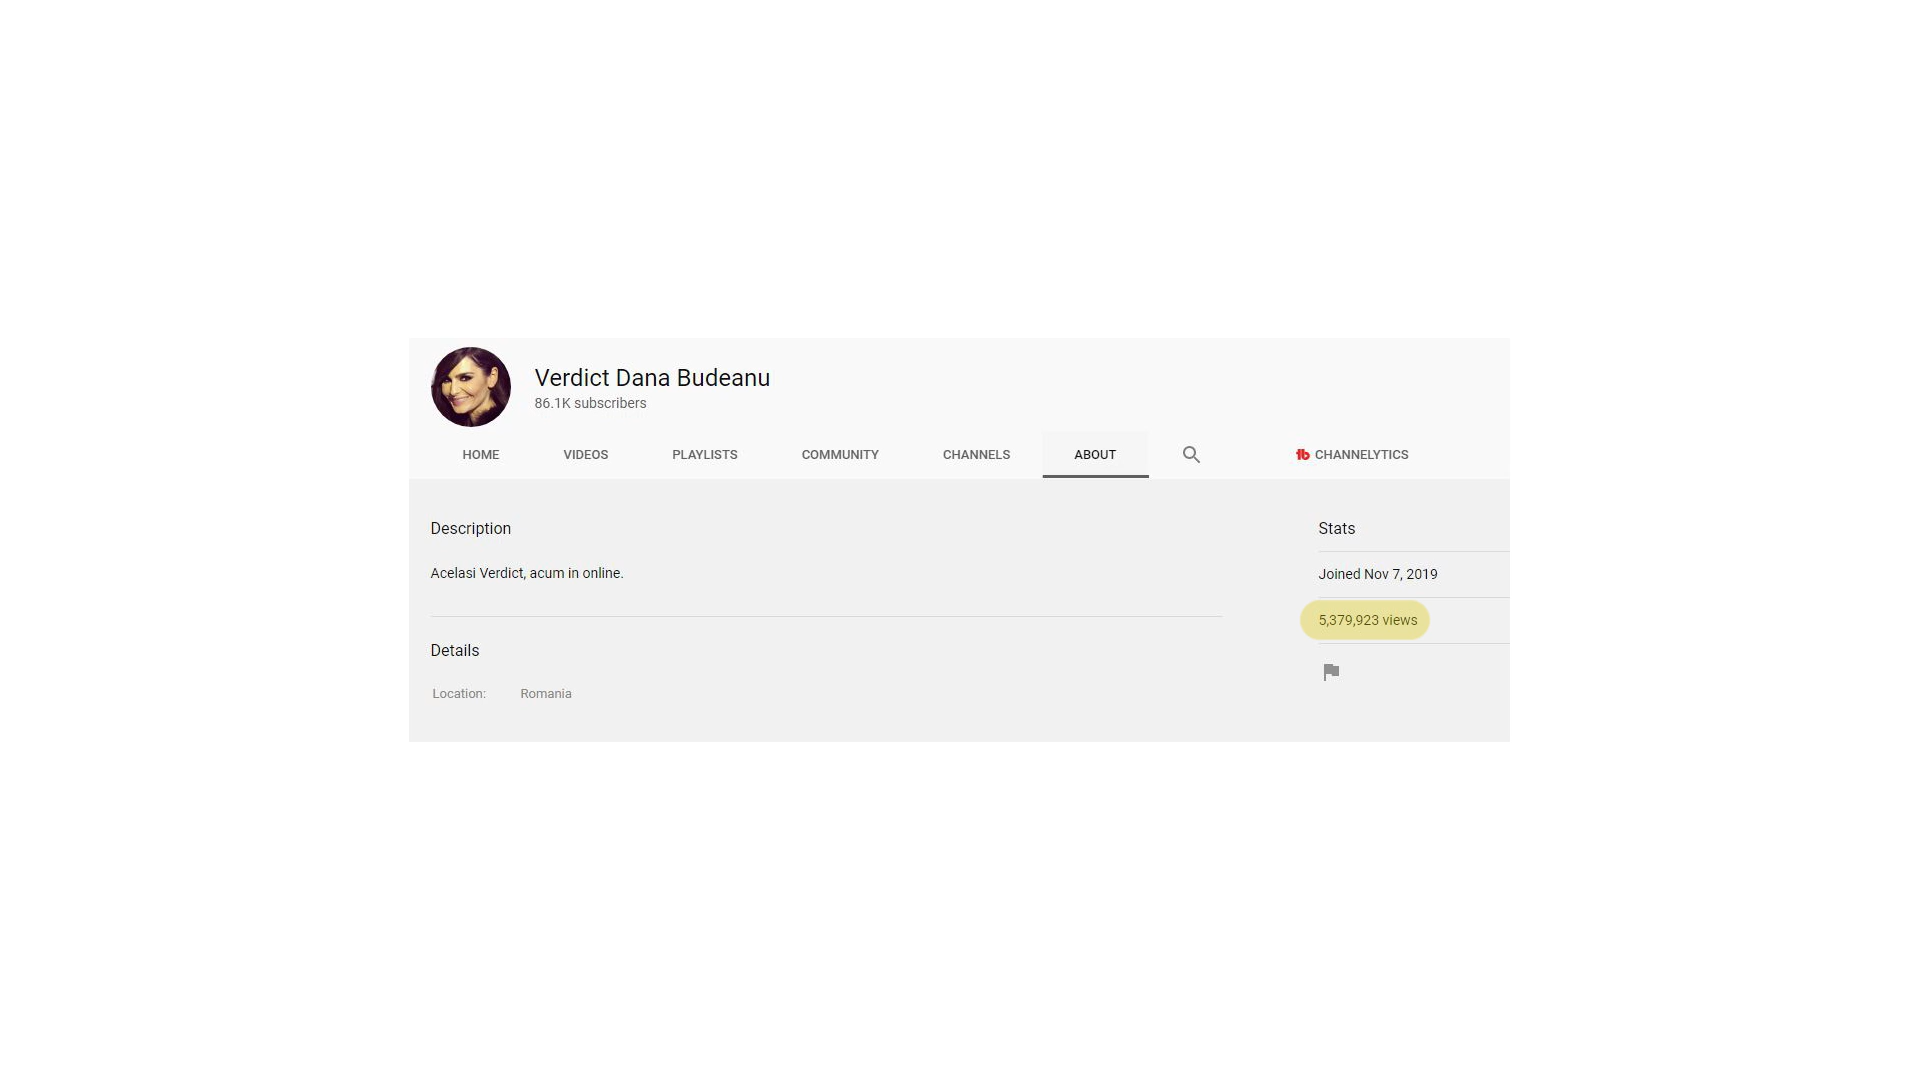 Verdict Dana Budeanu
86.1K subscribers
HOME VIDEOS PLAYLISTS COMMUNITY CHANNELS ABOUT tb CHANNELYTICS
Description
Acelasi Verdict, acum in online.
Details
Location: Romania
Stats
Joined Nov 7, 2019
5,379,923 views